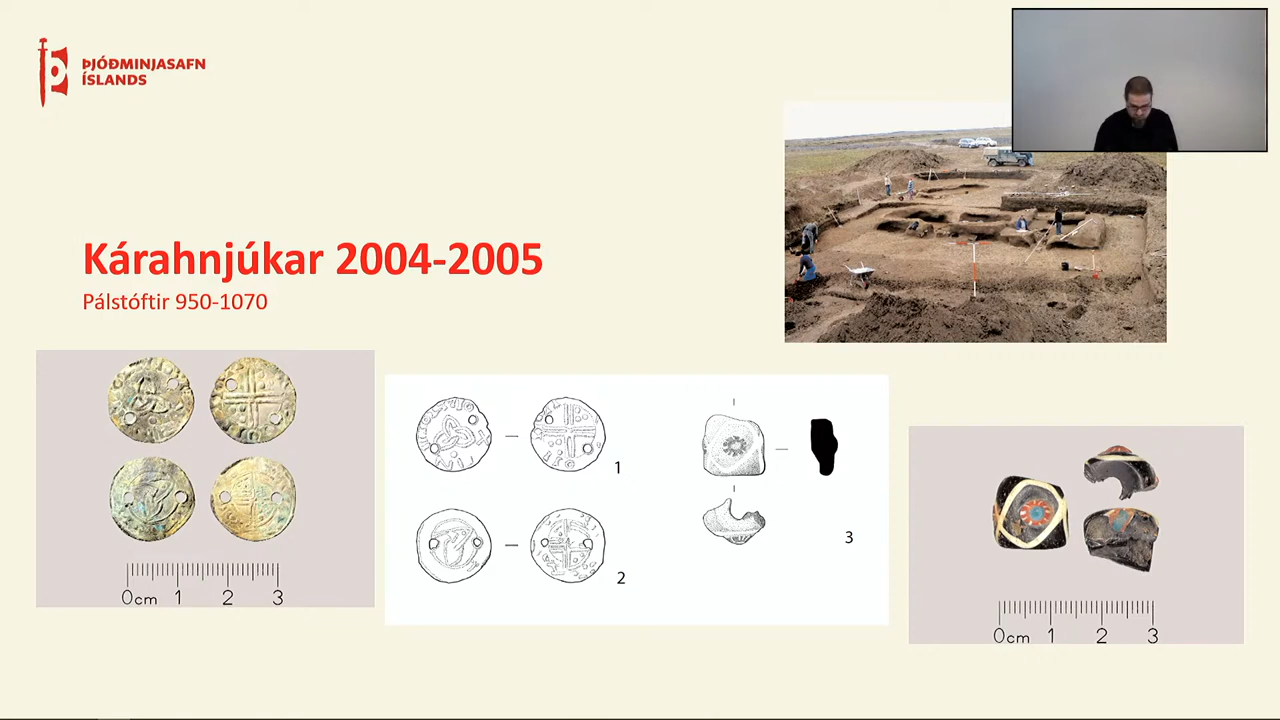 ÞJÓÐMINJASAFN
ÍSLANDS
Kárahnjúkar 2004-2005
Pálstóftir 950-1070
1
2
3
0cm 1 2 3
0cm 1 2 3